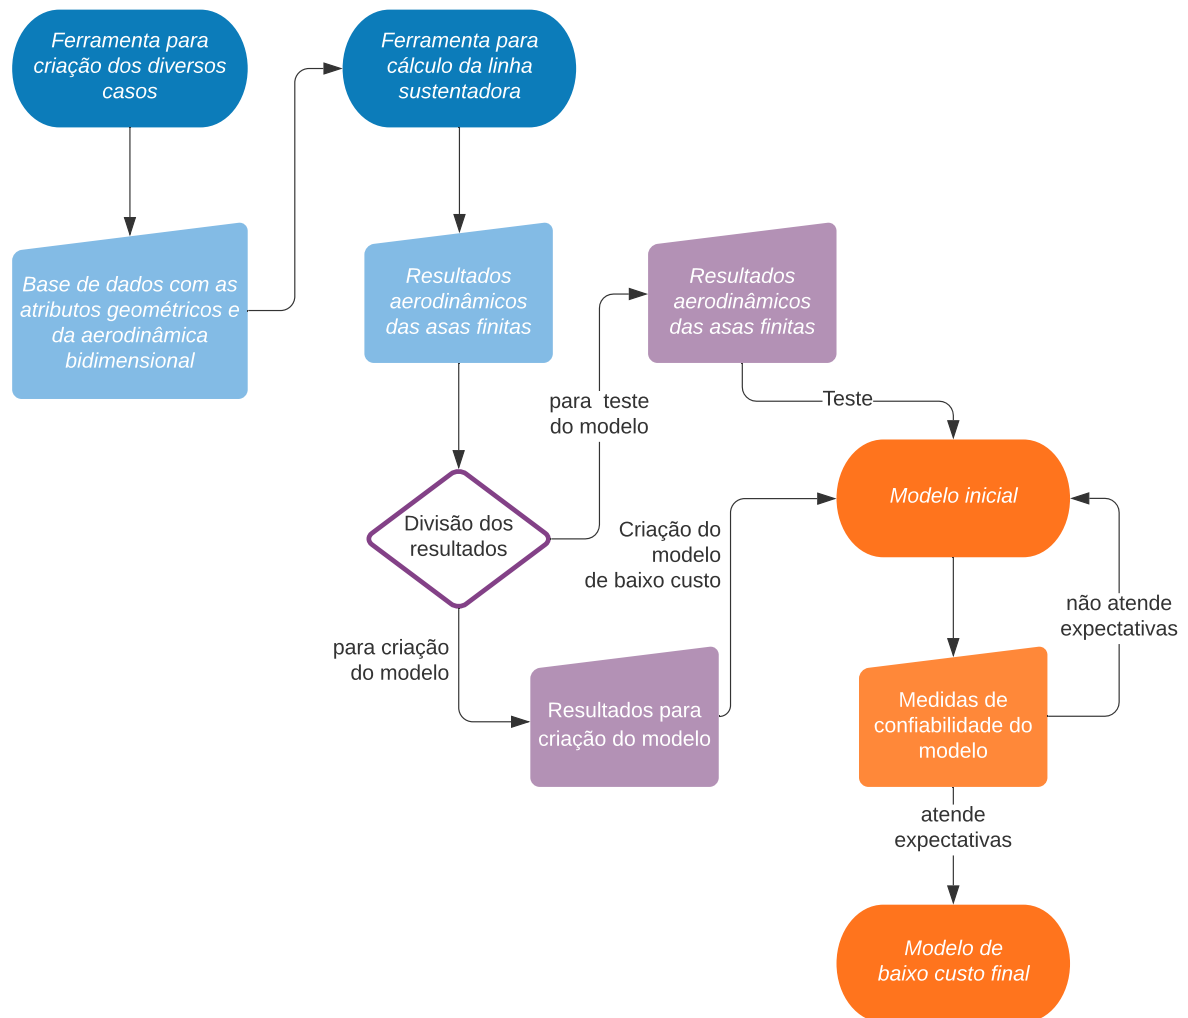 Ferramenta para
criação dos diversos
casos
Ferramenta para
cálculo da linha
sustentadora
Base de dados com as
atributos geométricos e
da aerodinâmica
bidimensional
Resultados
aerodinâmicos
das asas finitas
Resultados
aerodinâmicos
das asas finitas
para teste
do modelo
Teste
Modelo inicial
Divisão dos
resultados
Criação do
modelo
de baixo custo
não atende
expectativas
para criação
do modelo
Resultados para
criação do modelo
Medidas de
confiabilidade do
modelo
atende
expectativas
Modelo de
baixo custo final